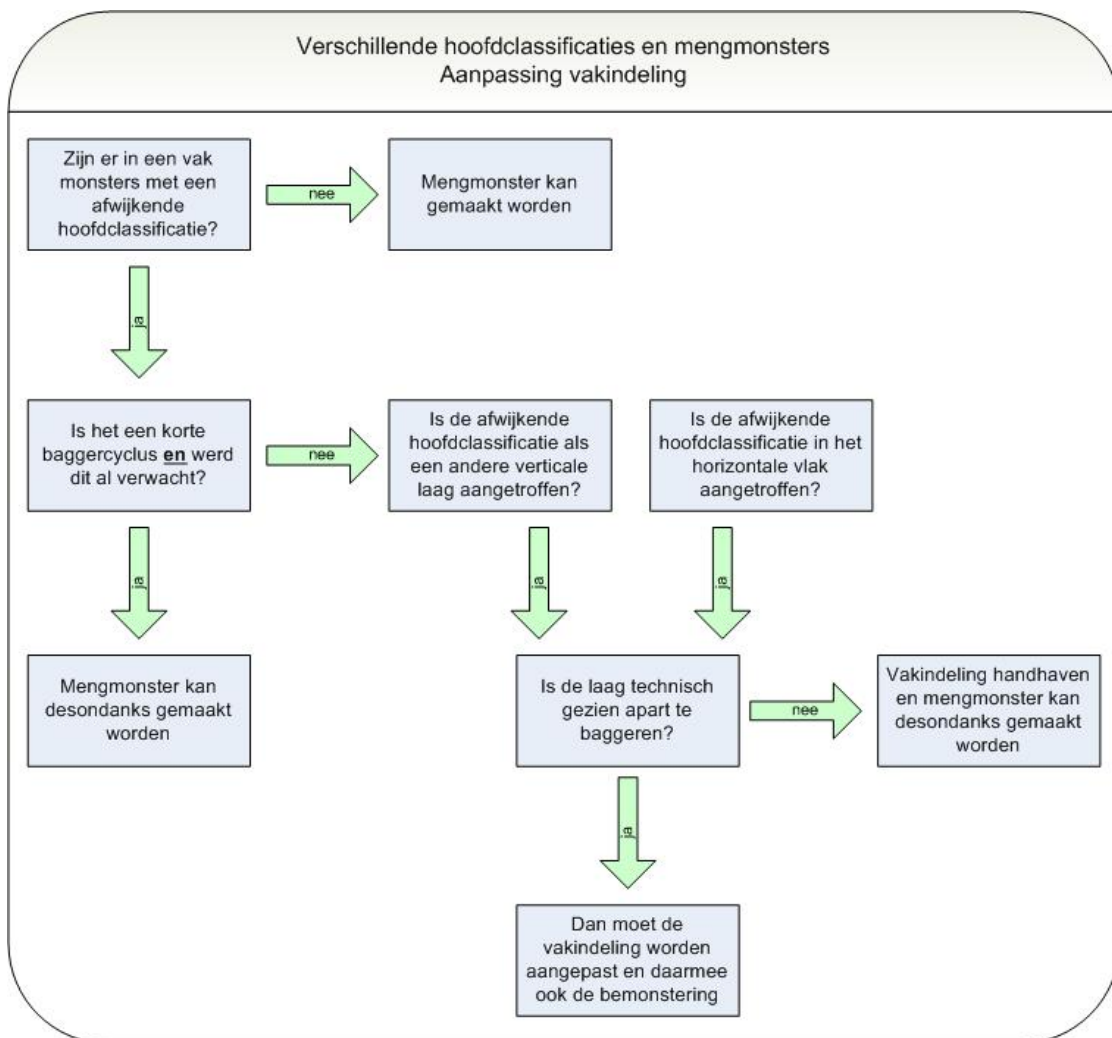 Verschillende hoofdclassificaties en mengmonsters
Aanpassing vakindeling
Zijn er in een vak
monsters met een
afwijkende
hoofdclassificatie?
nee
Mengmonster kan
gemaakt worden
ja
Is het een korte
baggercyclus en werd
dit al verwacht?
nee
Is de afwijkende
hoofdclassificatie als
een andere verticale
laag aangetroffen?
Is de afwijkende
hoofdclassificatie in het
horizontale vlak
aangetroffen?
ja
ja
ja
Mengmonster kan
desondanks gemaakt
worden
Is de laag technisch
gezien apart te
baggeren?
nee
Vakindeling handhaven
en mengmonster kan
desondanks gemaakt
worden
ja
Dan moet de
vakindeling worden
aangepast en daarmee
ook de bemonstering